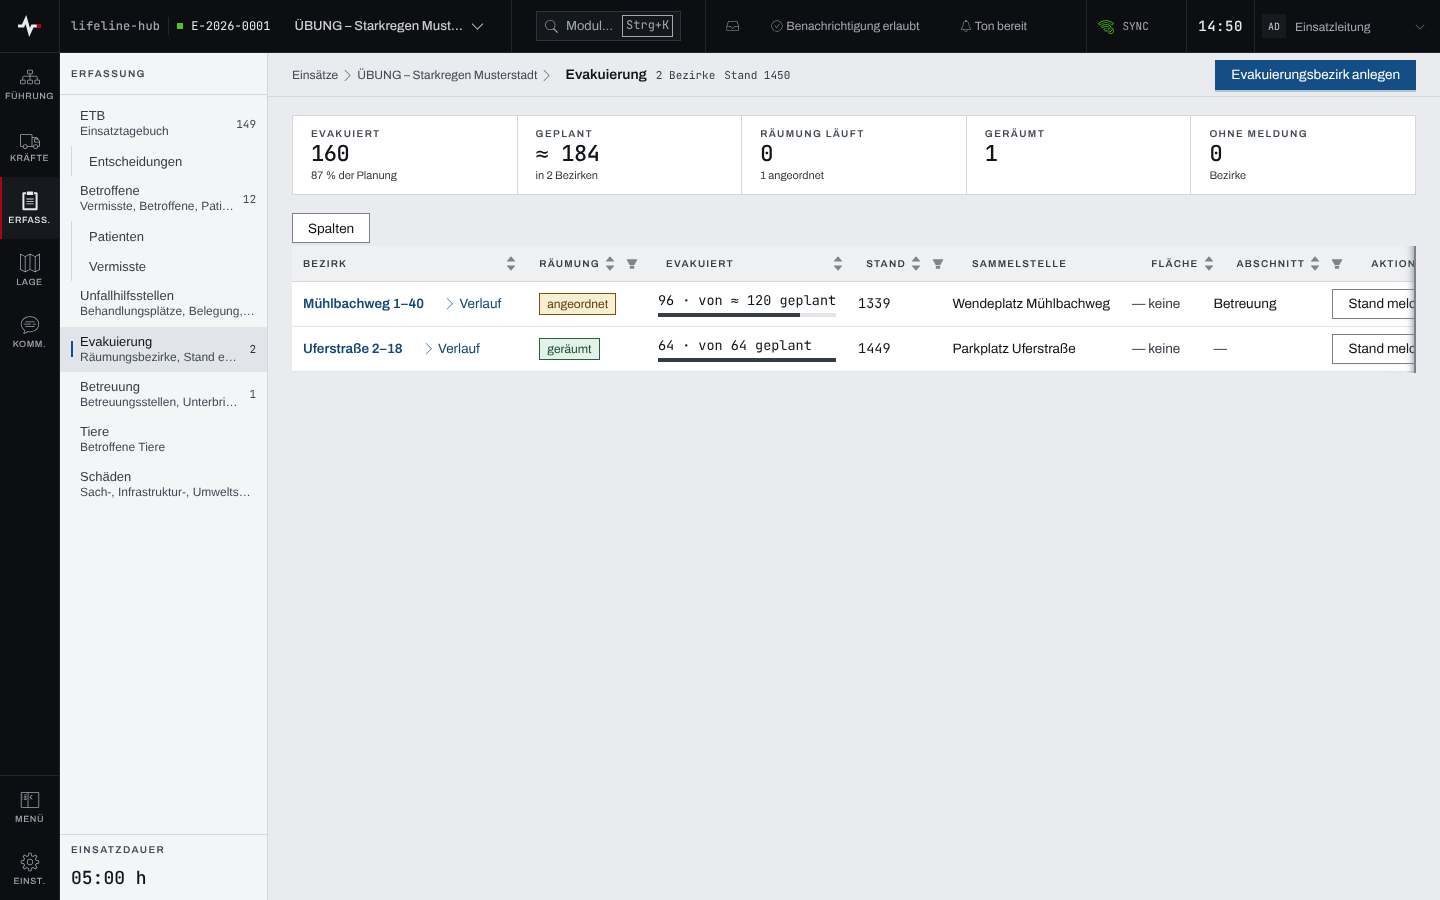 lifeline-hub
E-2026-0001
ÜBUNG – Starkregen Must...
Modul...
Strg+K
Benachrichtigung erlaubt
Ton bereit
SYNC
14:50
AD
Einsatzleitung
FÜHRUNG
KRÄFTE
ERFASS.
LAGE
KOMM.
MENÜ
EINST.
ERFASSUNG
ETB
Einsatztagebuch
149
Entscheidungen
Betroffene
Vermisste, Betroffene, Pati...
12
Patienten
Vermisste
Unfallhilfsstellen
Behandlungsplätze, Belegung,...
Evakuierung
Räumungsbezirke, Stand e...
2
Betreuung
Betreuungsstellen, Unterbri...
1
Tiere
Betroffene Tiere
Schäden
Sach-, Infrastruktur-, Umwelts...
EINSATZDAUER
05:00 h
Einsätze
ÜBUNG – Starkregen Musterstadt
Evakuierung
2 Bezirke
Stand 1450
Evakuierungsbezirk anlegen
EVAKUIERT
160
87 % der Planung
GEPLANT
≈ 184
in 2 Bezirken
RÄUMUNG LÄUFT
0
1 angeordnet
GERÄUMT
1
OHNE MELDUNG
0
Bezirke
Spalten
BEZIRK RÄUMUNG EVAKUIERT STAND SAMMELSTELLE FLÄCHE ABSCHNITT AKTION
Mühlbachweg 1–40 Verlauf angeordnet 96 · von ≈ 120 geplant 1339 Wendeplatz Mühlbachweg — keine Betreuung Stand meld
Uferstraße 2–18 Verlauf geräumt 64 · von 64 geplant 1449 Parkplatz Uferstraße — keine — Stand meld